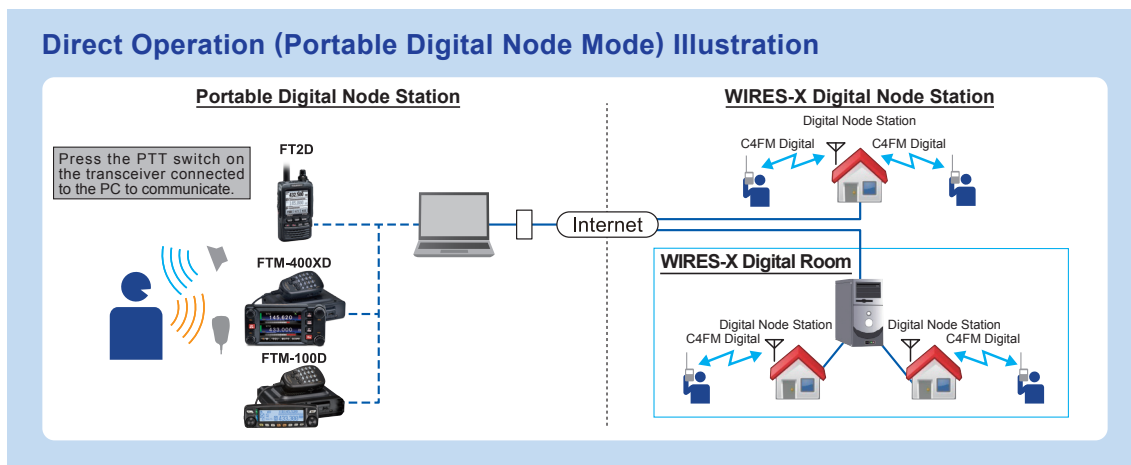 Direct Operation (Portable Digital Node Mode) Illustration
Portable Digital Node Station
Press the PTT switch on
the transceiver connected
to the PC to communicate.
FT2D
FTM-400XD
145.620
433.000
FTM-100D
Internet
WIRES-X Digital Node Station
Digital Node Station
C4FM Digital
C4FM Digital
WIRES-X Digital Room
Digital Node Station
C4FM Digital
Digital Node Station
C4FM Digital